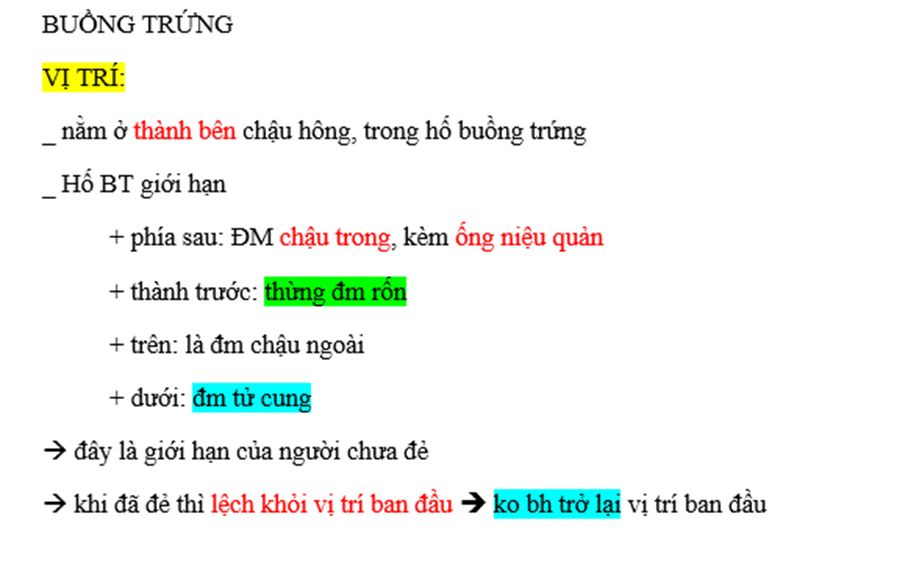 BUỒNG TRỨNG
VỊ TRÍ:
_ nằm ở thành bên chậu hông, trong hố buồng trứng
_ Hố BT giới hạn
+ phía sau: ĐM chậu trong, kèm ống niệu quản
+ thành trước: thừng đm rốn
+ trên: là đm chậu ngoài
+ dưới: đm tử cung
→ đây là giới hạn của người chưa đẻ
→ khi đã đẻ thì lệch khỏi vị trí ban đầu → ko bh trở lại vị trí ban đầu